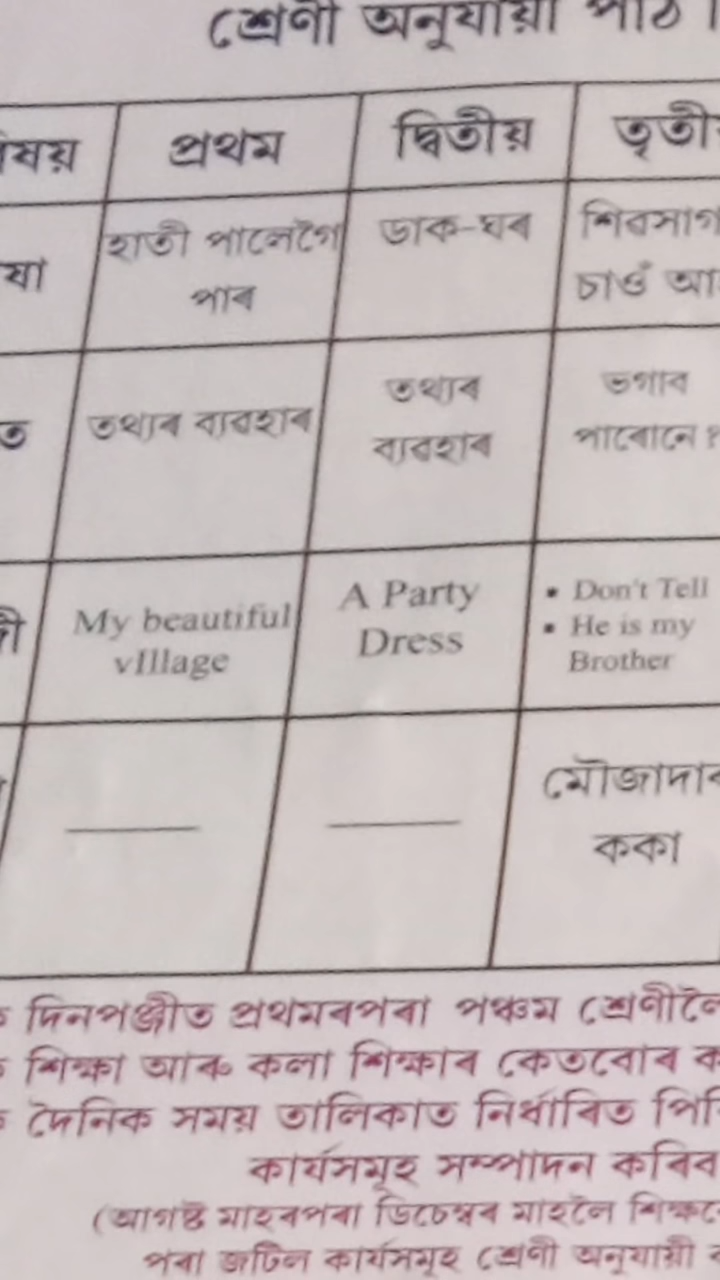 শ্ৰেণী অনুযায়ী পাঠ
প্ৰথম দ্বিতীয়
হাতী পালেগৈ ডাক-ঘৰ
পাৰ চাওঁ
তথ্যৰ ভগাব
তথ্যৰ ব্যৱহাৰ ব্যৱহাৰ পাৰোনে ?
My beautiful A Party • Don't Tell
vIllage Dress • He is my
Brother
ককা
দিনপঞ্জীত প্ৰথমৰপৰা পঞ্চম
শিক্ষা আৰু কলা শিক্ষাৰ কেতবোৰ
দৈনিক সময় তালিকাত নিৰ্ধাৰিত
কাৰ্যসমূহ সম্পাদন কৰিব
(আগষ্ট মাহৰপৰা ডিচেম্বৰ মাহলৈ
পৰা জটিল কাৰ্যসমূহ শ্ৰেণী অনুযায়ী